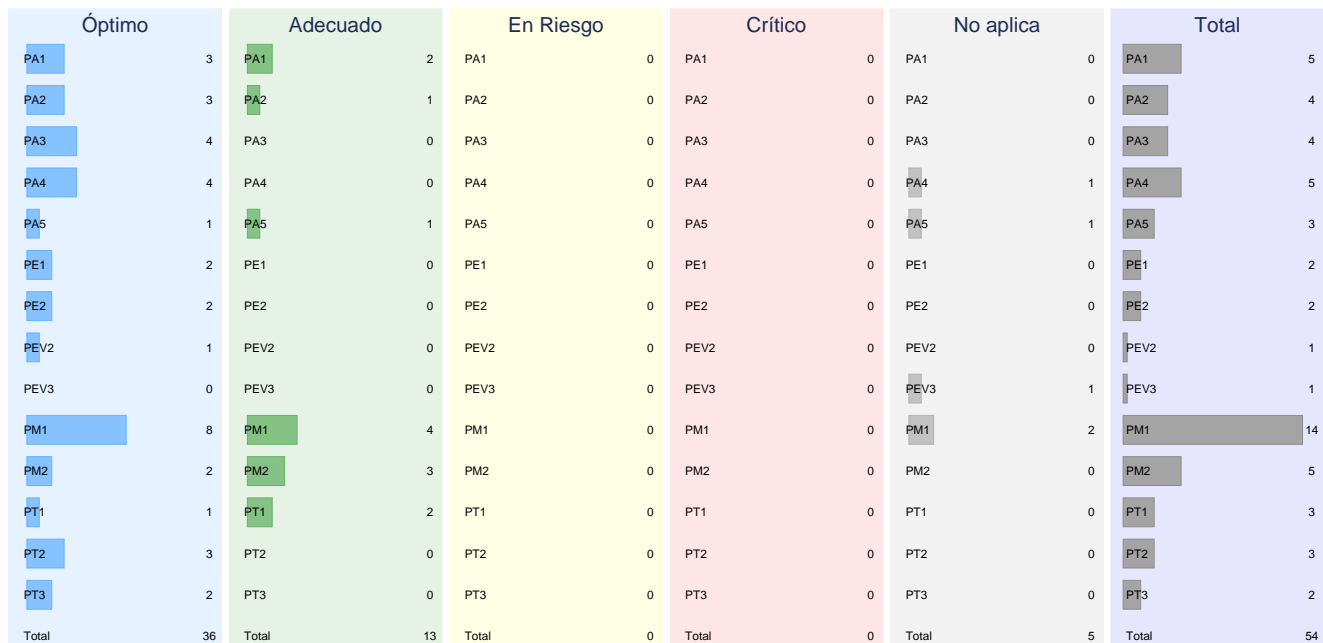 Óptimo Adecuado En Riesgo Crítico No aplica Total
PA1 3 PA1 2 PA1 0 PA1 0 PA1 0 PA1 5
PA2 3 PA2 1 PA2 0 PA2 0 PA2 0 PA2 4
PA3 4 PA3 0 PA3 0 PA3 0 PA3 0 PA3 4
PA4 4 PA4 0 PA4 0 PA4 0 PA4 1 PA4 5
PA5 1 PA5 1 PA5 0 PA5 0 PA5 1 PA5 3
PE1 2 PE1 0 PE1 0 PE1 0 PE1 0 PE1 2
PE2 2 PE2 0 PE2 0 PE2 0 PE2 0 PE2 2
PEV2 1 PEV2 0 PEV2 0 PEV2 0 PEV2 0 PEV2 1
PEV3 0 PEV3 0 PEV3 0 PEV3 0 PEV3 1 PEV3 1
PM1 8 PM1 4 PM1 0 PM1 0 PM1 2 PM1 14
PM2 2 PM2 3 PM2 0 PM2 0 PM2 0 PM2 5
PT1 1 PT1 2 PT1 0 PT1 0 PT1 0 PT1 3
PT2 3 PT2 0 PT2 0 PT2 0 PT2 0 PT2 3
PT3 2 PT3 0 PT3 0 PT3 0 PT3 0 PT3 2
Total 36 Total 13 Total 0 Total 0 Total 5 Total 54